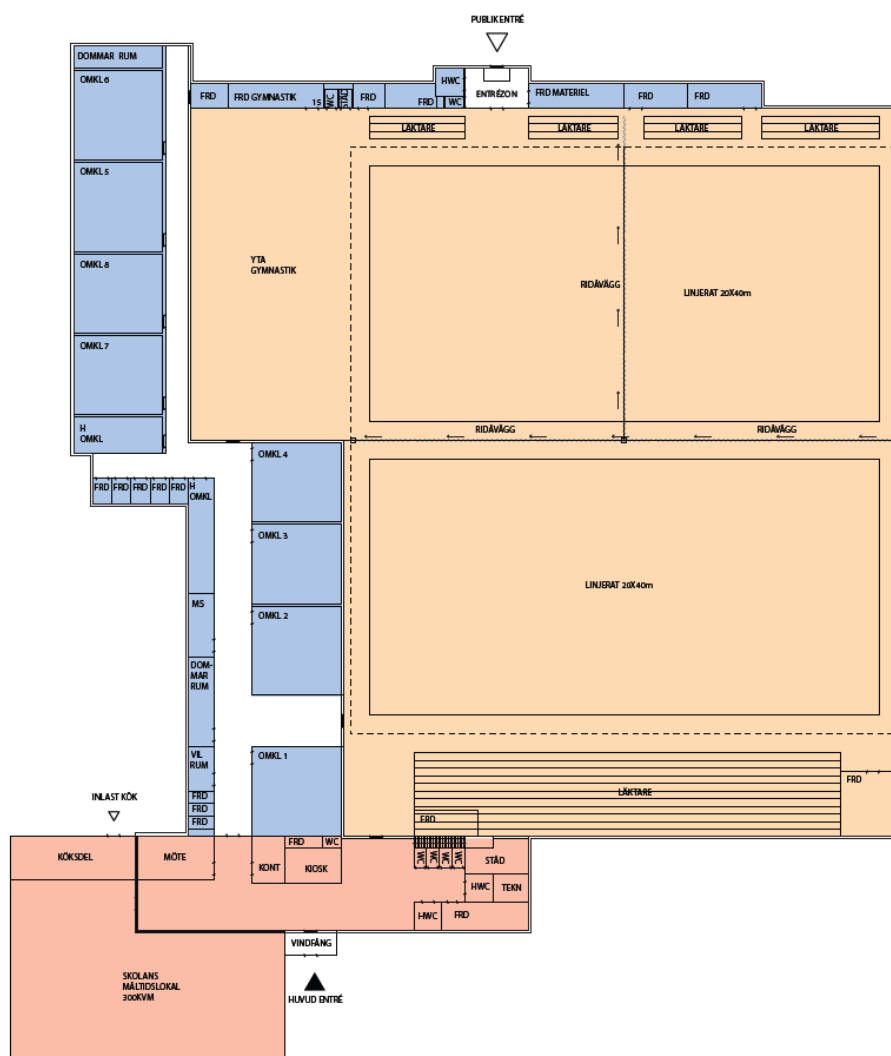 PUBLIK ENTRÉ
DOMMAR RUM
OMKL 6
HWC
ENTRÉZON
FRD
FRD GYMNASTIK
15
WC
STÄD
FRD
FRD
WC
FRD MATERIEL
FRD
FRD
LÄKTARE
LÄKTARE
LÄKTARE
LÄKTARE
OMKL 5
OMKL 8
YTA
GYMNASTIK
RIDÅVÄGG
LINJERAT 20X40m
OMKL 7
H
OMKL
RIDÅVÄGG
RIDÅVÄGG
OMKL 4
FRD
FRD
FRD
FRD
FRD
H
OMKL
OMKL 3
LINJERAT 20X40m
MS
OMKL 2
DOM-
MAR
RUM
VIL
RUM
OMKL 1
FRD
FRD
FRD
INLAST KÖK
LÄKTARE
FRD
FRD
KÖKSDEL
MÖTE
KONT
FRD
WC
KIOSK
WC
WC
WC
WC
STÄD
HWC
TEKN
HWC
FRD
VINDFÅNG
SKOLANS
MÅLTIDSLOKAL
300KVM
HUVUD ENTRÉ